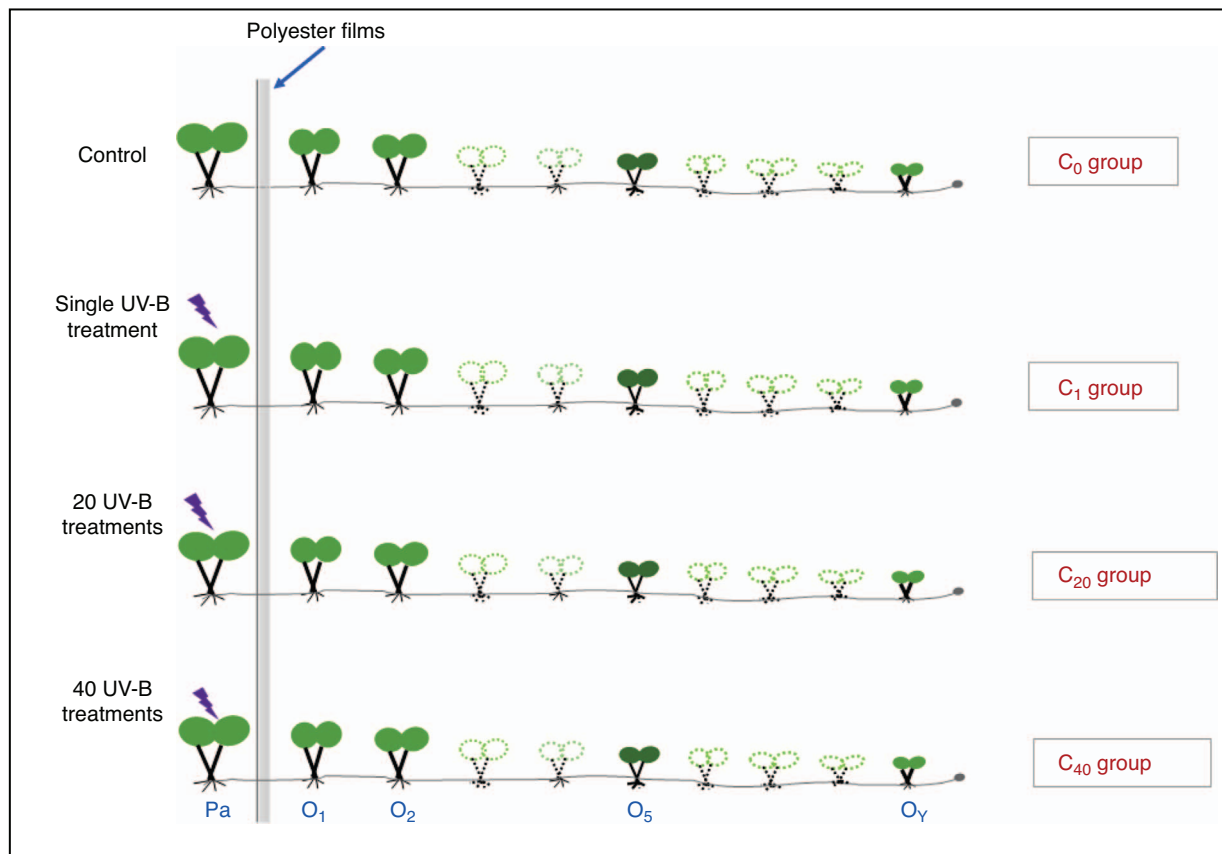 Polyester films
Control
C₀ group
Single UV-B
treatment
C₁ group
20 UV-B
treatments
C₂₀ group
40 UV-B
treatments
C₄₀ group
Pa O₁ O₂ O₅ O_Y